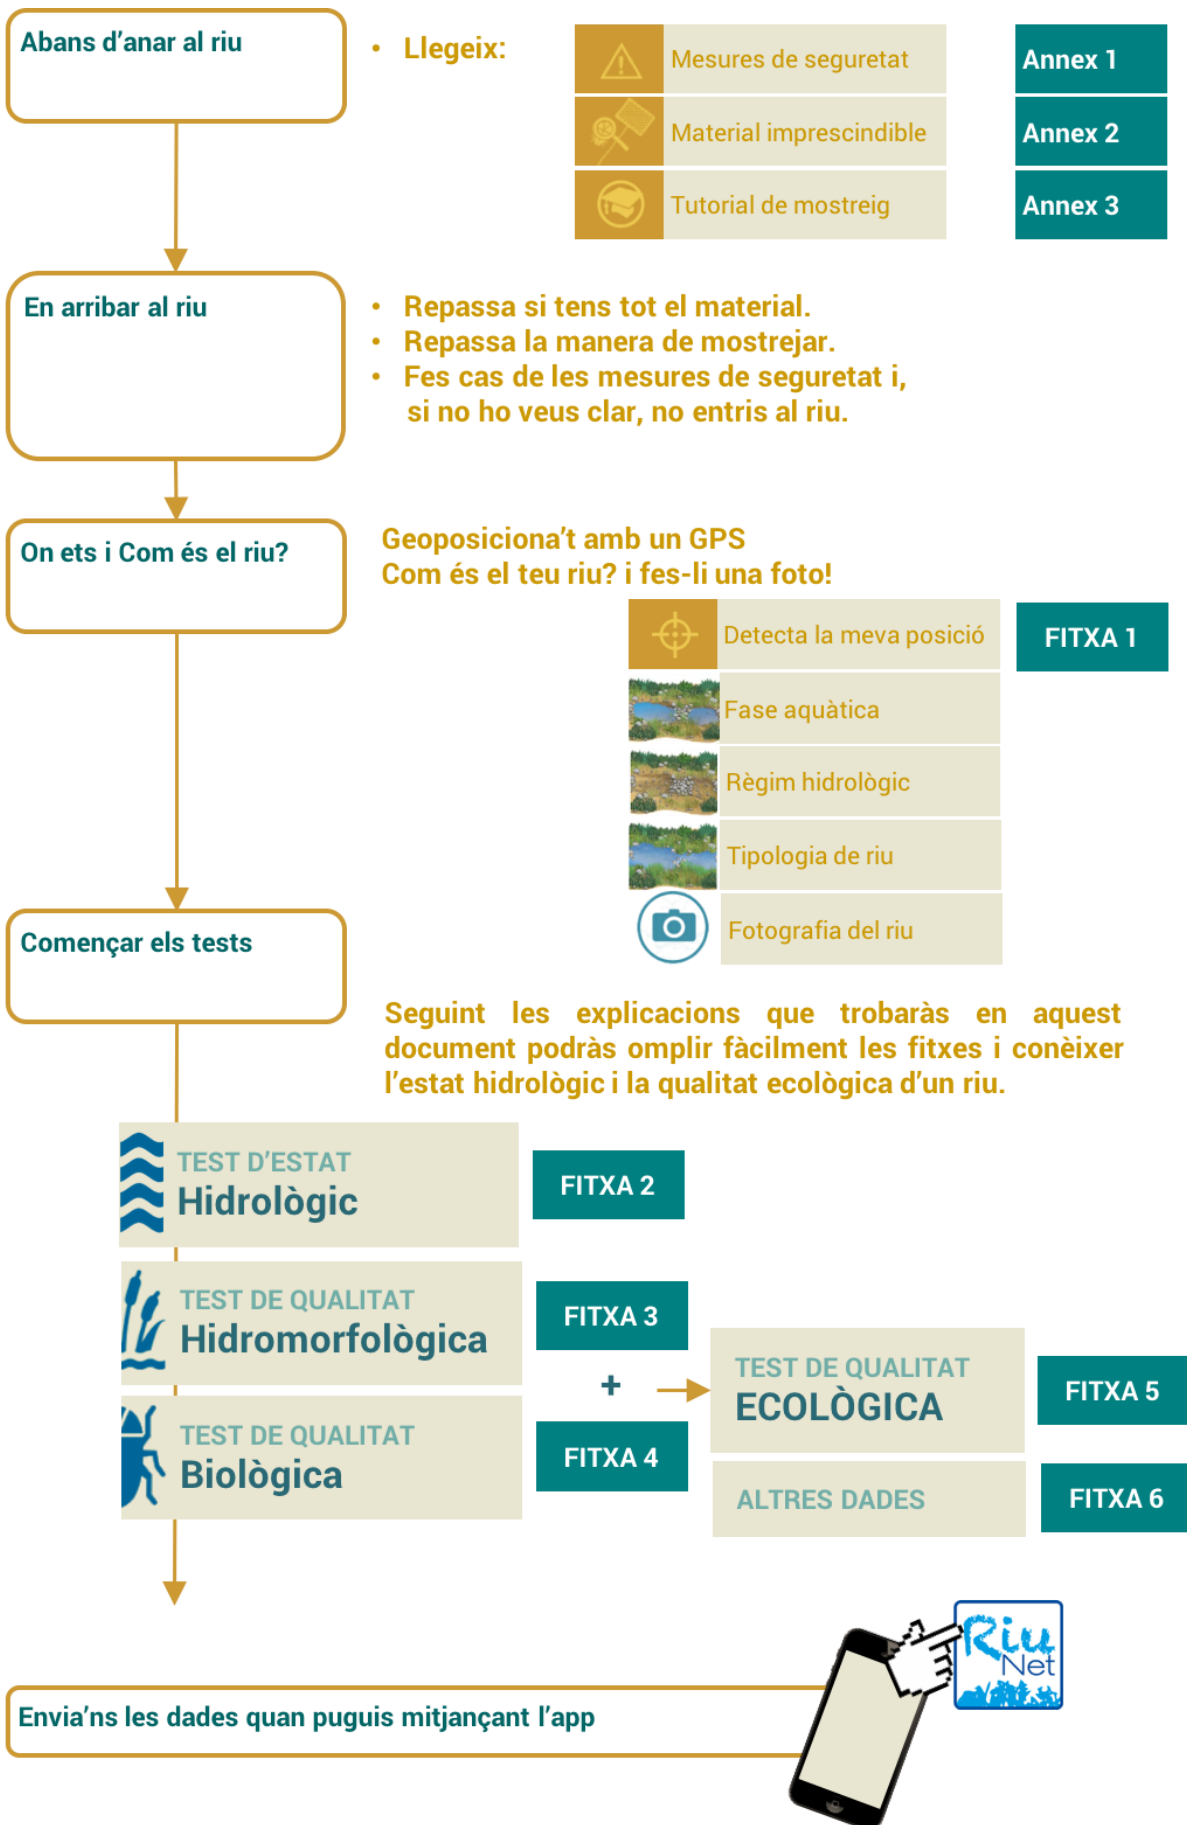 Abans d'anar al riu
• Llegeix:
Mesures de seguretat
Annex 1
Material imprescindible
Annex 2
Tutorial de mostreig
Annex 3
En arribar al riu
• Repassa si tens tot el material.
• Repassa la manera de mostrejar.
• Fes cas de les mesures de seguretat i,
si no ho veus clar, no entris al riu.
On ets i Com és el riu?
Geoposiciona't amb un GPS
Com és el teu riu? i fes-li una foto!
Detecta la meva posició
FITXA 1
Fase aquàtica
Règim hidrològic
Tipologia de riu
Fotografia del riu
Començar els tests
Seguint les explicacions que trobaràs en aquest
document podràs omplir fàcilment les fitxes i conèixer
l'estat hidrològic i la qualitat ecològica d'un riu.
TEST D'ESTAT
Hidrològic
FITXA 2
TEST DE QUALITAT
Hidromorfològica
FITXA 3
+
TEST DE QUALITAT
Biològica
FITXA 4
TEST DE QUALITAT
ECOLÒGICA
FITXA 5
ALTRES DADES
FITXA 6
Riu
Net
Envia'ns les dades quan puguis mitjançant l'app